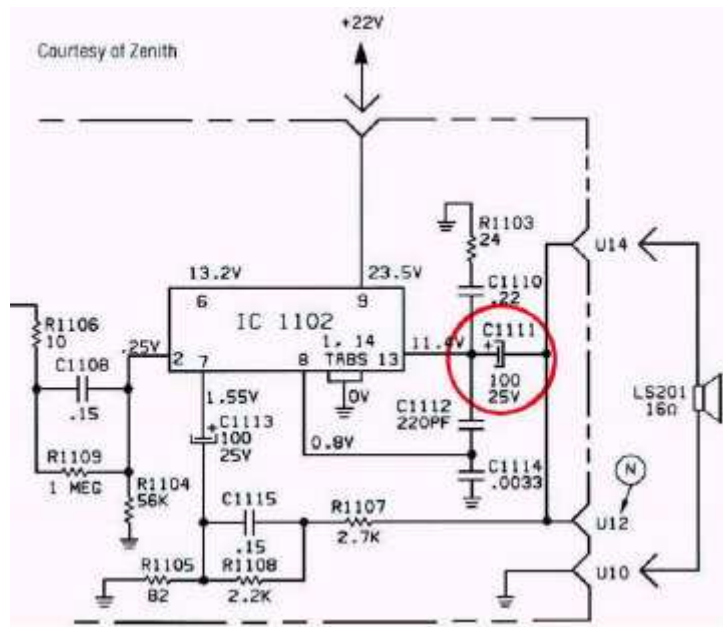 +22V
Courtesy of Zenith
R1103
24
U14
13.2V
23.5V
6
9
C1110
.22
R1106
10
IC 1102
C1111
.25V
11.4V
+
C1108
2
7
8
1, 14
TABS
13
100
25V
LS201
16Ω
.15
1.55V
0V
C1112
220PF
+
C1113
100
25V
0.8V
R1109
1 MEG
R1104
56K
C1114
.0033
N
C1115
R1107
U12
.15
2.7K
R1105
R1108
U10
82
2.2K